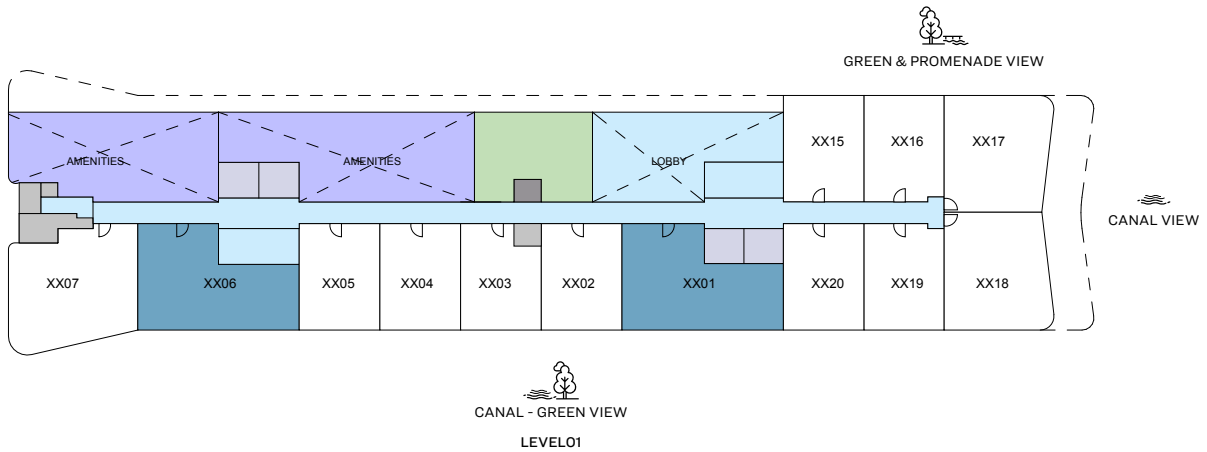 GREEN & PROMENADE VIEW
AMENITIES
AMENITIES
LOBBY
XX15
XX16
XX17
CANAL VIEW
XX07
XX06
XX05
XX04
XX03
XX02
XX01
XX20
XX19
XX18
CANAL - GREEN VIEW
LEVEL01